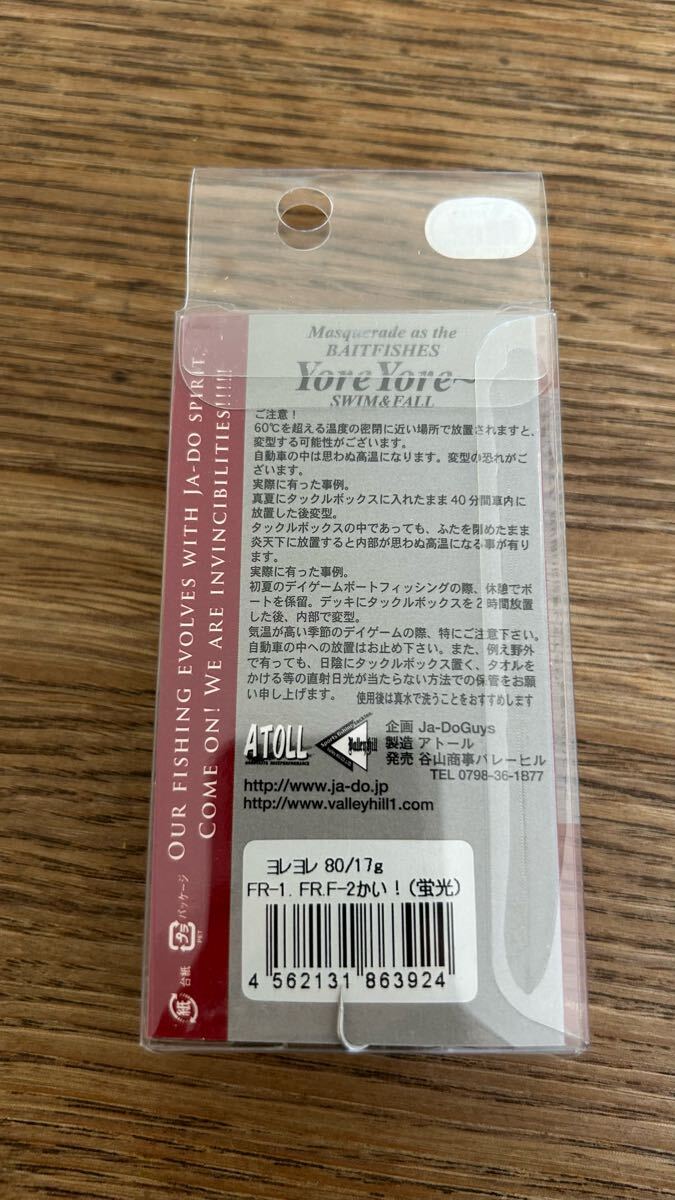 Masquerade as the
BAITFISHES
YoreYore~
SWIM&FALL
ご注意！
60℃を超える温度の密閉に近い場所で放置されますと、
変型する可能性がございます。
自動車の中は思わぬ高温になります。変型の恐れがご
ざいます。
実際に有った事例。
真夏にタックルボックスに入れたまま40分間車内に
放置した後変型。
タックルボックスの中であっても、ふたを閉めたまま
炎天下に放置すると内部が思わぬ高温になる事が有り
ます。
実際に有った事例。
初夏のデイゲームボートフィッシングの際、休憩でボ
ートを係留。デッキにタックルボックスを2時間放置
した後、内部で変型。
気温が高い季節のデイゲームの際、特にご注意下さい。
自動車の中への放置はお止め下さい。また、例え野外
で有っても、日陰にタックルボックス置く、タオルを
かける等の直射日光が当たらない方法での保管をお願
い申し上げます。 使用後は真水で洗うことをおすすめします
ATOLL
企画 Ja-DoGuys
製造 アトール
発売 谷山商事バレーヒル
TEL 0798-36-1877
http://www.ja-do.jp
http://www.valleyhill1.com
ヨレヨレ 80/17g
FR-1. FR.F-2かい！(蛍光)
4 562131 863924
OUR FISHING EVOLVES WITH JA-DO SPIRIT.
COME ON! WE ARE INVINCIBILITIES!!!!!
プラ パッケージ
PET
紙 台紙